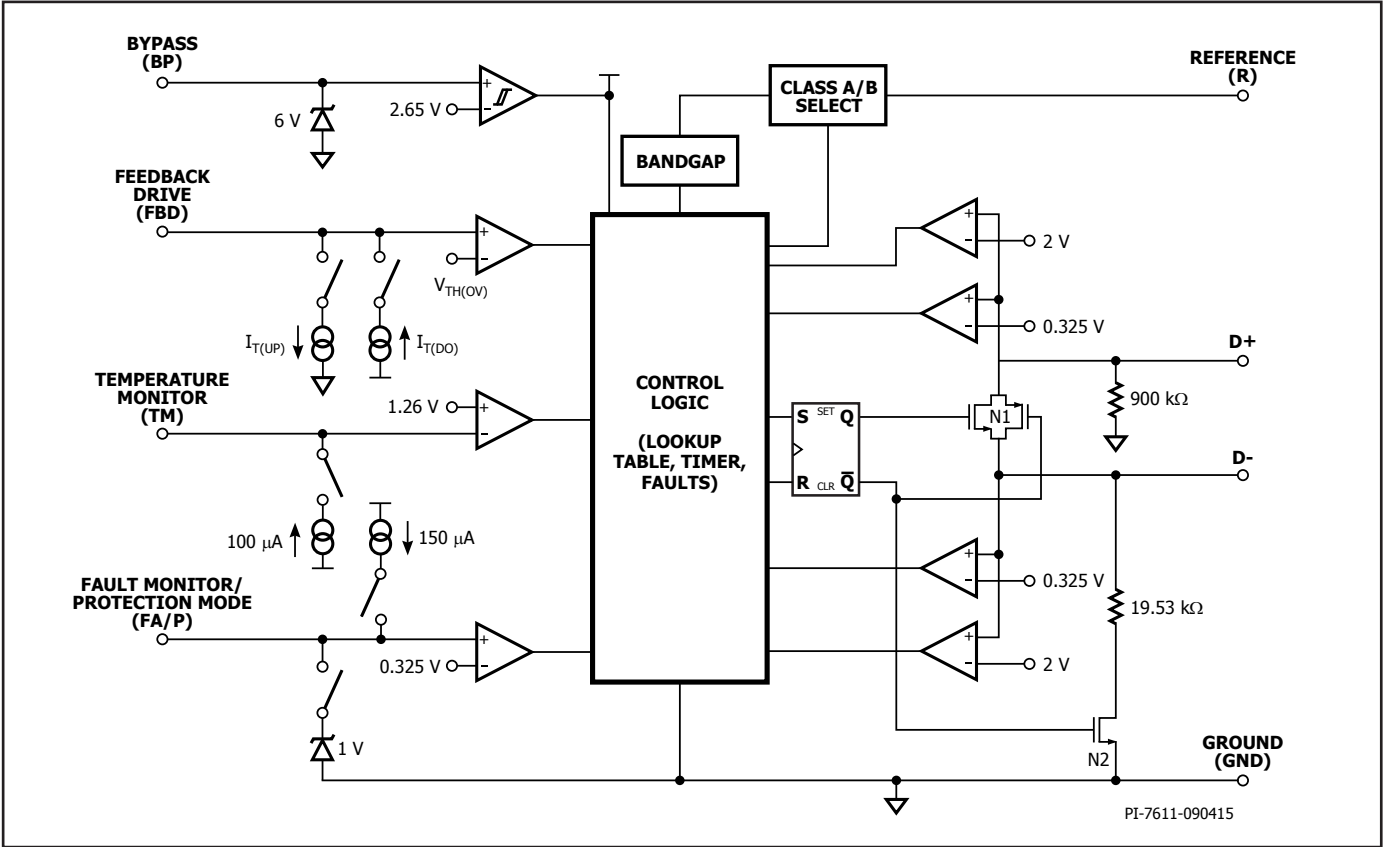 BYPASS
(BP)
6 V
2.65 V
+
-
CLASS A/B
SELECT
REFERENCE
(R)
BANDGAP
FEEDBACK
DRIVE
(FBD)
+
-
VTH(OV)
IT(UP)
IT(DO)
+
-
2 V
+
-
0.325 V
D+
900 kΩ
TEMPERATURE
MONITOR
(TM)
1.26 V
+
-
CONTROL
LOGIC
(LOOKUP
TABLE, TIMER,
FAULTS)
S SET Q
R CLR Q̅
N1
D-
100 µA
150 µA
FAULT MONITOR/
PROTECTION MODE
(FA/P)
0.325 V
+
-
1 V
+
-
0.325 V
+
-
2 V
19.53 kΩ
N2
GROUND
(GND)
PI-7611-090415